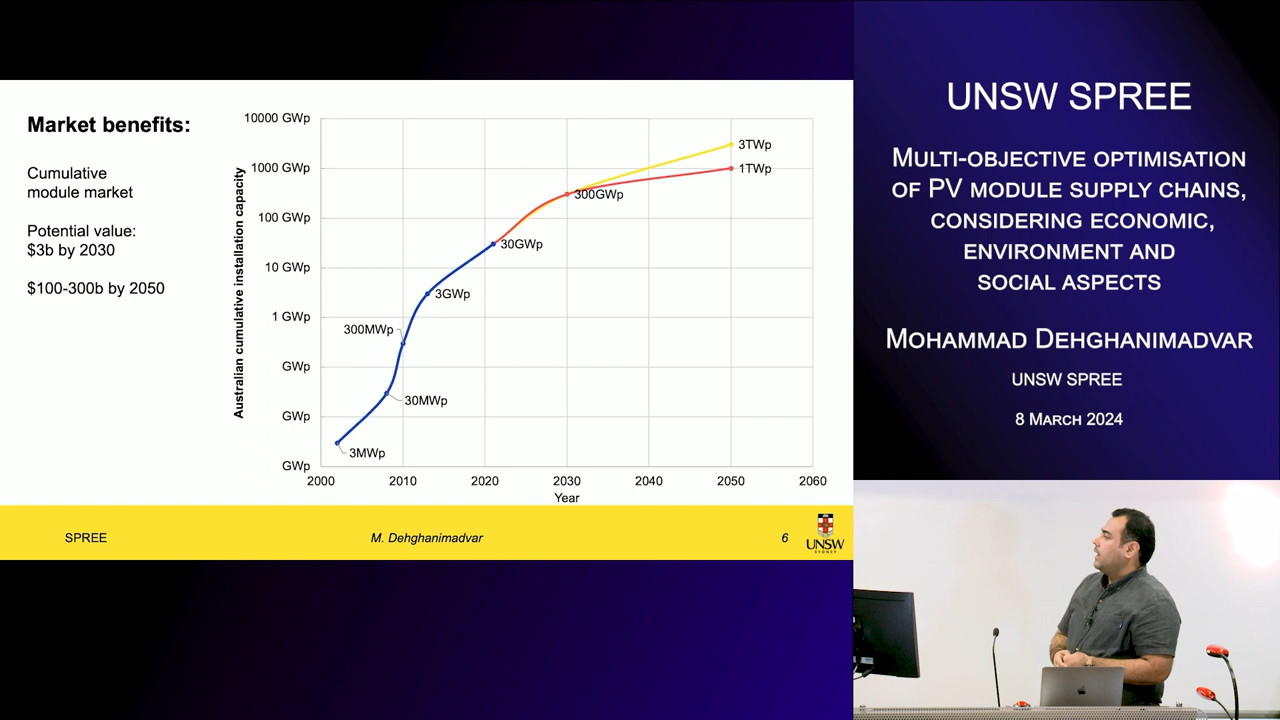 Market benefits:
Cumulative
module market
Potential value:
$3b by 2030
$100-300b by 2050
Australian cumulative installation capacity
10000 GWp
1000 GWp
100 GWp
10 GWp
1 GWp
GWp
GWp
GWp
3TWp
1TWp
300GWp
30GWp
3GWp
300MWp
30MWp
3MWp
2000
2010
2020
2030
2040
2050
2060
Year
SPREE
M. Dehghanimadvar
6
UNSW
SYDNEY
UNSW SPREE
MULTI-OBJECTIVE OPTIMISATION
OF PV MODULE SUPPLY CHAINS,
CONSIDERING ECONOMIC,
ENVIRONMENT AND
SOCIAL ASPECTS
MOHAMMAD DEHGHANIMADVAR
UNSW SPREE
8 MARCH 2024